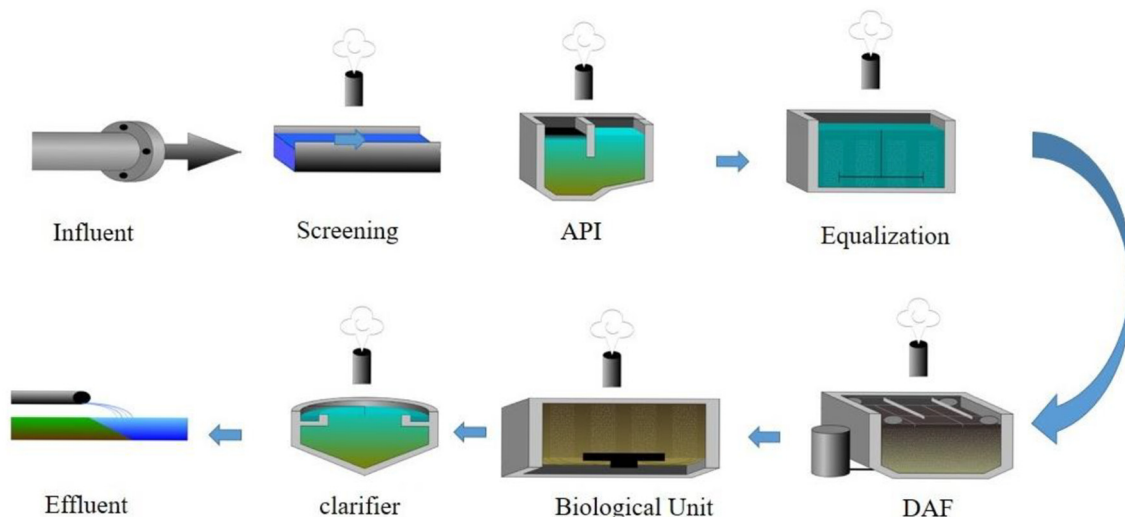 Influent
Screening
API
Equalization
Effluent
clarifier
Biological Unit
DAF